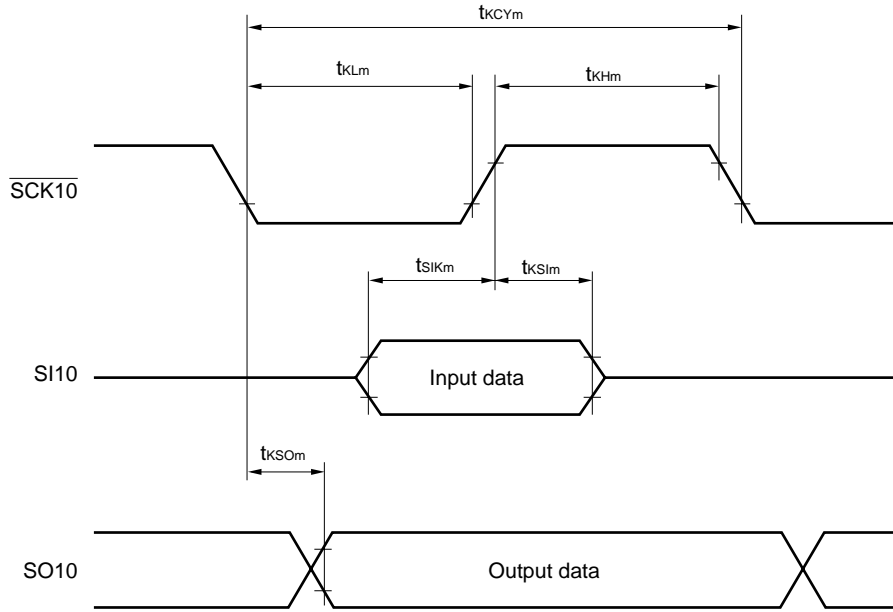 tKCYm
tKLm
tKHm
SCK10
tSIKm
tKSIm
SI10
Input data
tKSOm
SO10
Output data